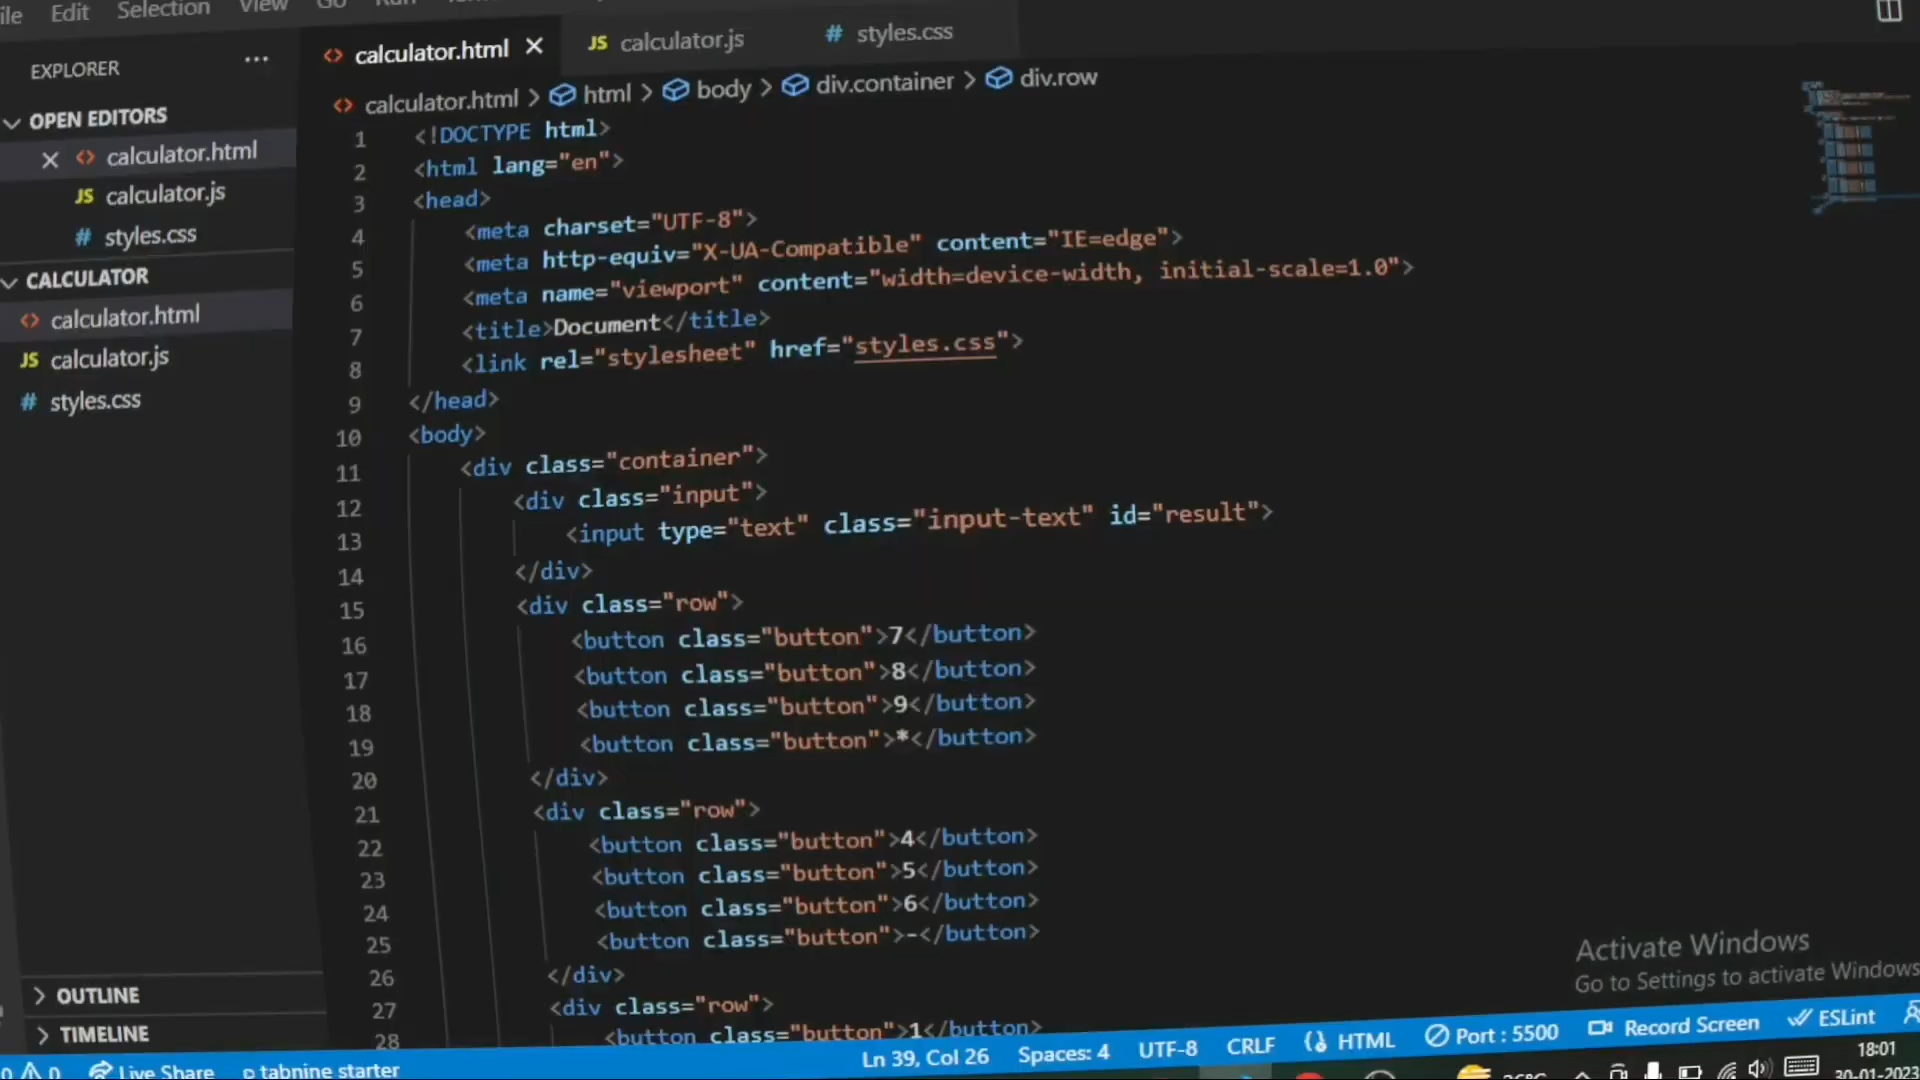 Edit Selection View Go Run
EXPLORER
OPEN EDITORS
calculator.html
JS calculator.js
# styles.css
CALCULATOR
calculator.html
JS calculator.js
# styles.css
OUTLINE
TIMELINE
calculator.html
JS calculator.js
# styles.css
calculator.html > html > body > div.container > div.row
1 <!DOCTYPE html>
2 <html lang="en">
3 <head>
4 <meta charset="UTF-8">
5 <meta http-equiv="X-UA-Compatible" content="IE=edge">
6 <meta name="viewport" content="width=device-width, initial-scale=1.0">
7 <title>Document</title>
8 <link rel="stylesheet" href="styles.css">
9 </head>
10 <body>
11 <div class="container">
12 <div class="input">
13 <input type="text" class="input-text" id="result">
14 </div>
15 <div class="row">
16 <button class="button">7</button>
17 <button class="button">8</button>
18 <button class="button">9</button>
19 <button class="button">*</button>
20 </div>
21 <div class="row">
22 <button class="button">4</button>
23 <button class="button">5</button>
24 <button class="button">6</button>
25 <button class="button">-</button>
26 </div>
27 <div class="row">
28 <button class="button">1</button>
Activate Windows
Go to Settings to activate Windows
0 0 Live Share tabnine starter Ln 39, Col 26 Spaces: 4 UTF-8 CRLF HTML Port : 5500 Record Screen ESLint
18:01
30-01-2023